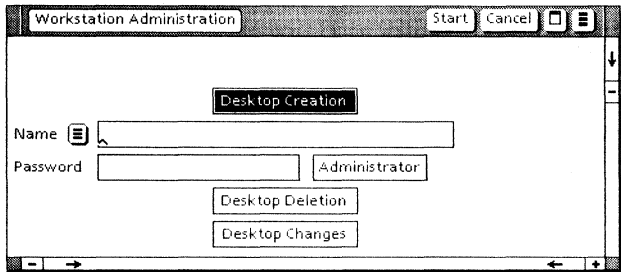 Workstation Administration Start Cancel
Desktop Creation
Name
Password Administrator
Desktop Deletion
Desktop Changes